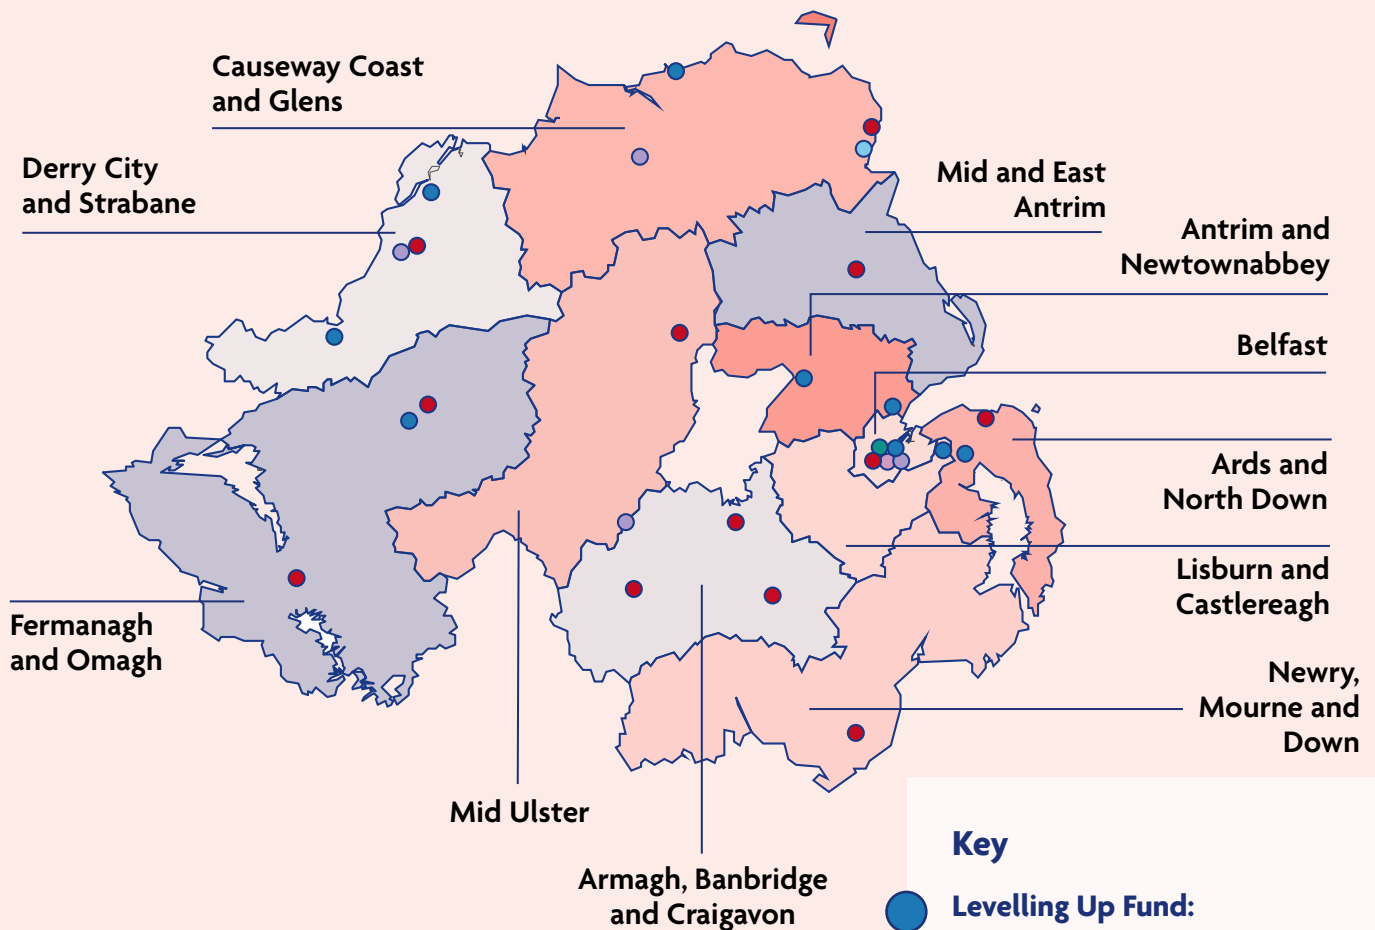 Causeway Coast
and Glens
Derry City
and Strabane
Mid and East
Antrim
Antrim and
Newtownabbey
Belfast
Ards and
North Down
Lisburn and
Castlereagh
Fermanagh
and Omagh
Newry,
Mourne and
Down
Mid Ulster
Armagh, Banbridge
and Craigavon
Key
Levelling Up Fund: